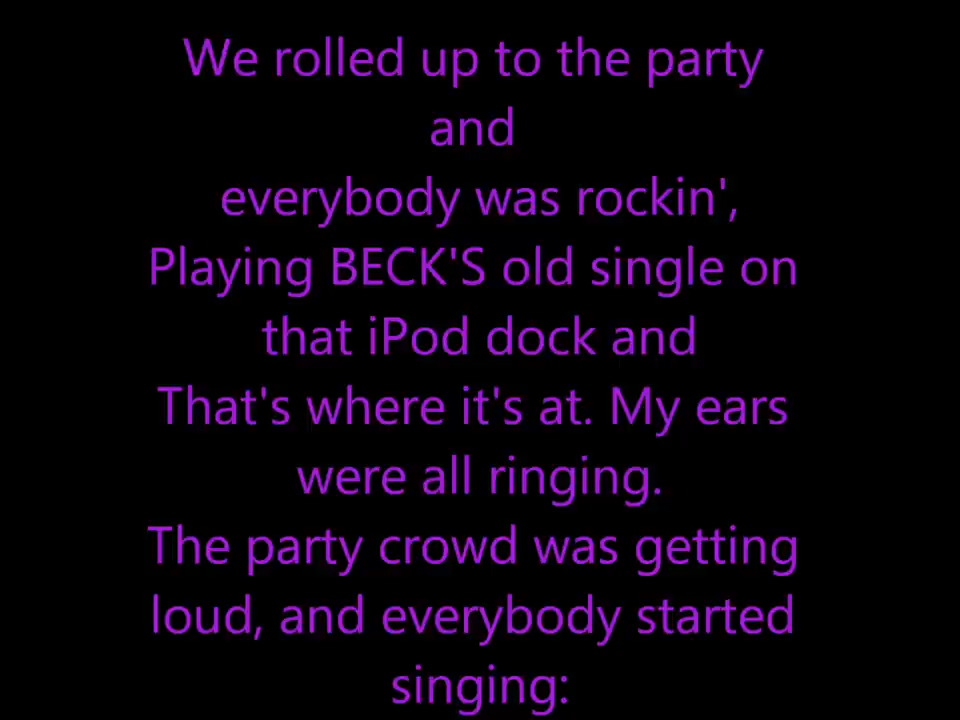 We rolled up to the party
and
everybody was rockin',
Playing BECK'S old single on
that iPod dock and
That's where it's at. My ears
were all ringing.
The party crowd was getting
loud, and everybody started
singing: